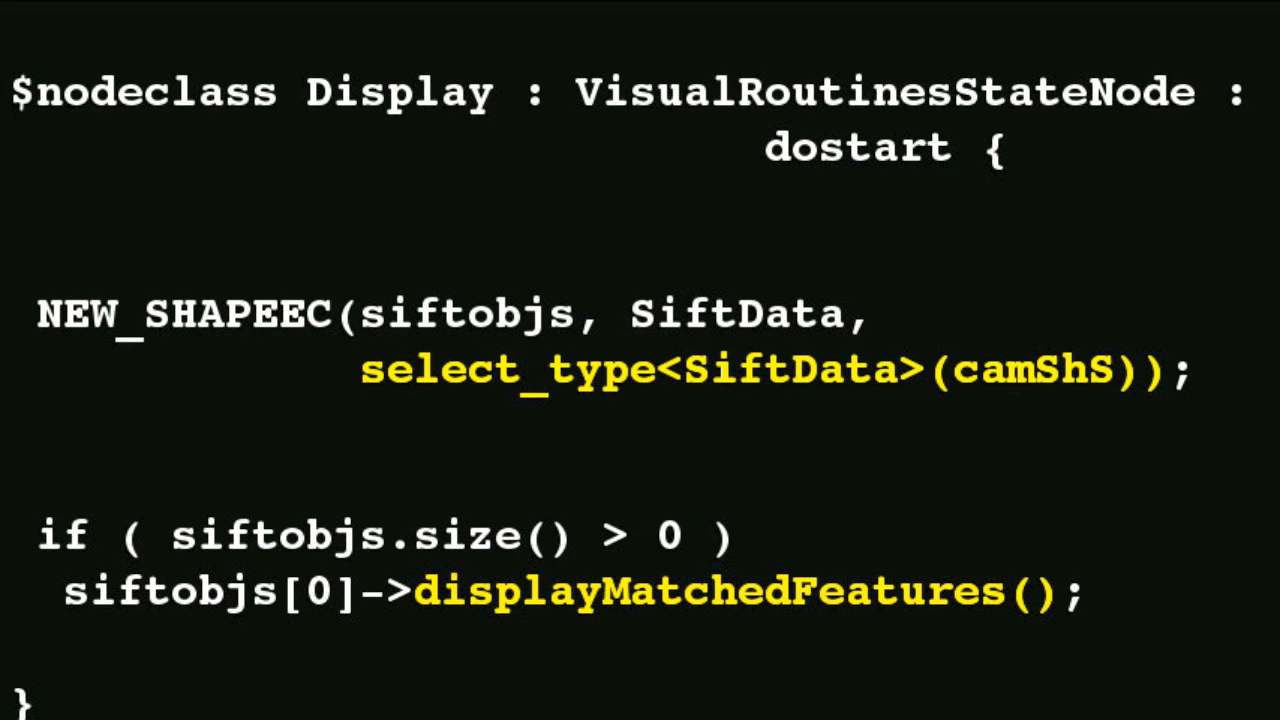 $nodeclass Display : VisualRoutinesStateNode :
dostart {
NEW_SHAPEEC(siftobjs, SiftData,
select_type<SiftData>(camShS));
if ( siftobjs.size() > 0 )
siftobjs[0]->displayMatchedFeatures();
}